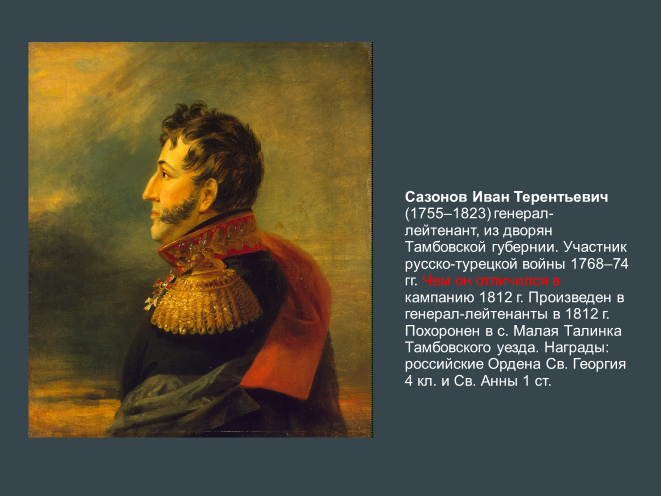 Сазонов Иван Терентьевич
(1755–1823) генерал-
лейтенант, из дворян
Тамбовской губернии. Участник
русско-турецкой войны 1768–74
гг. Чем он отличился в
кампанию 1812 г. Произведен в
генерал-лейтенанты в 1812 г.
Похоронен в с. Малая Талинка
Тамбовского уезда. Награды:
российские Ордена Св. Георгия
4 кл. и Св. Анны 1 ст.